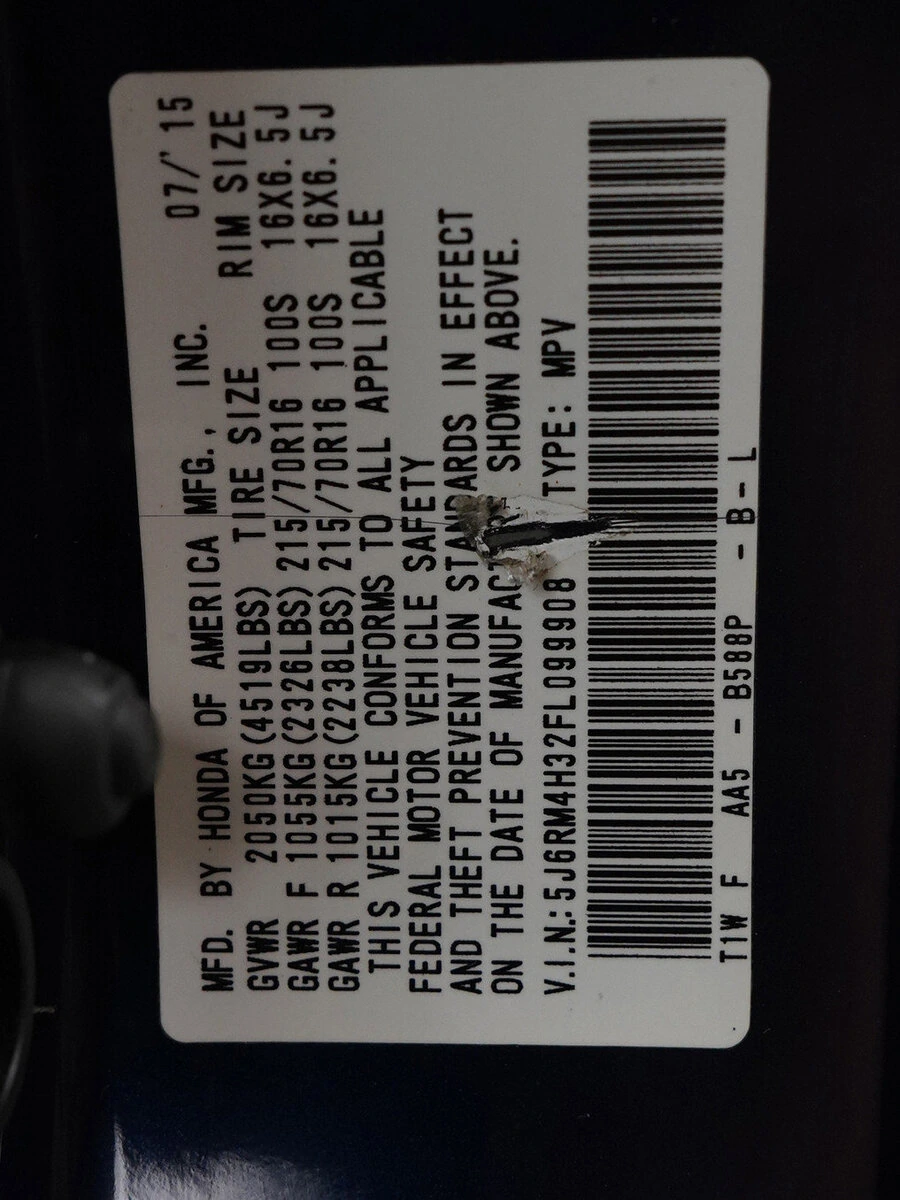 MFD. BY HONDA OF AMERICA MFG., INC. 07/'15
GVWR 2050KG(4519LBS) TIRE SIZE RIM SIZE
GAWR F 1055KG(2326LBS) 215/70R16 100S 16X6.5J
GAWR R 1015KG(2238LBS) 215/70R16 100S 16X6.5J
THIS VEHICLE CONFORMS TO ALL APPLICABLE
FEDERAL MOTOR VEHICLE SAFETY
AND THEFT PREVENTION STANDARDS IN EFFECT
ON THE DATE OF SHOWN ABOVE.
V.I.N.: 5J6RM4H32FL099908 TYPE: MPV
T1W F AA5 - B588P - B - L